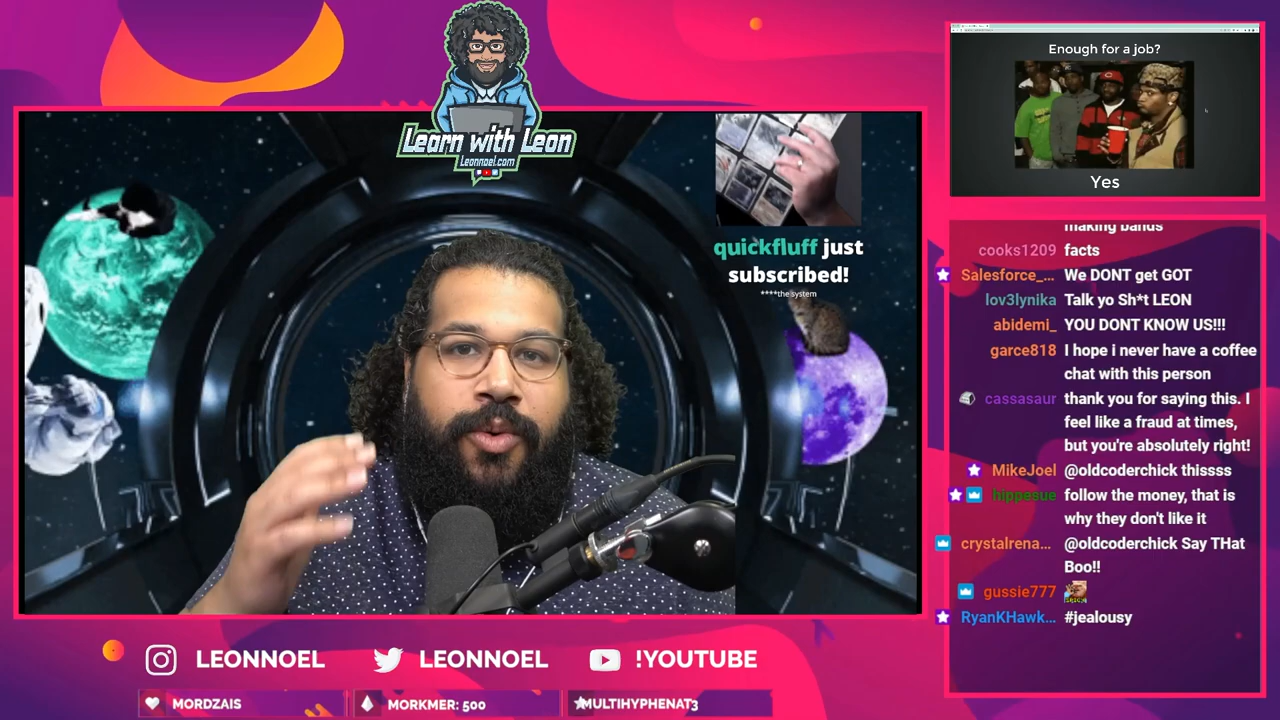 Learn with Leon
Leonnoel.com
quickfluff just
subscribed!
****the system
Enough for a job?
Yes
making bands
cooks1209 facts
Salesforce_... We DONT get GOT
lov3lynika Talk yo Sh*t LEON
abidemi_ YOU DONT KNOW US!!!
garce818 I hope i never have a coffee
chat with this person
cassasaur thank you for saying this. I
feel like a fraud at times,
but you're absolutely right!
MikeJoel @oldcoderchick thissss
hippesue follow the money, that is
why they don't like it
crystalrena... @oldcoderchick Say THat
Boo!!
gussie777
RyanKHawk... #jealousy
LEONNOEL LEONNOEL !YOUTUBE
MORDZAIS MORKMER: 500 MULTIHYPHENAT3